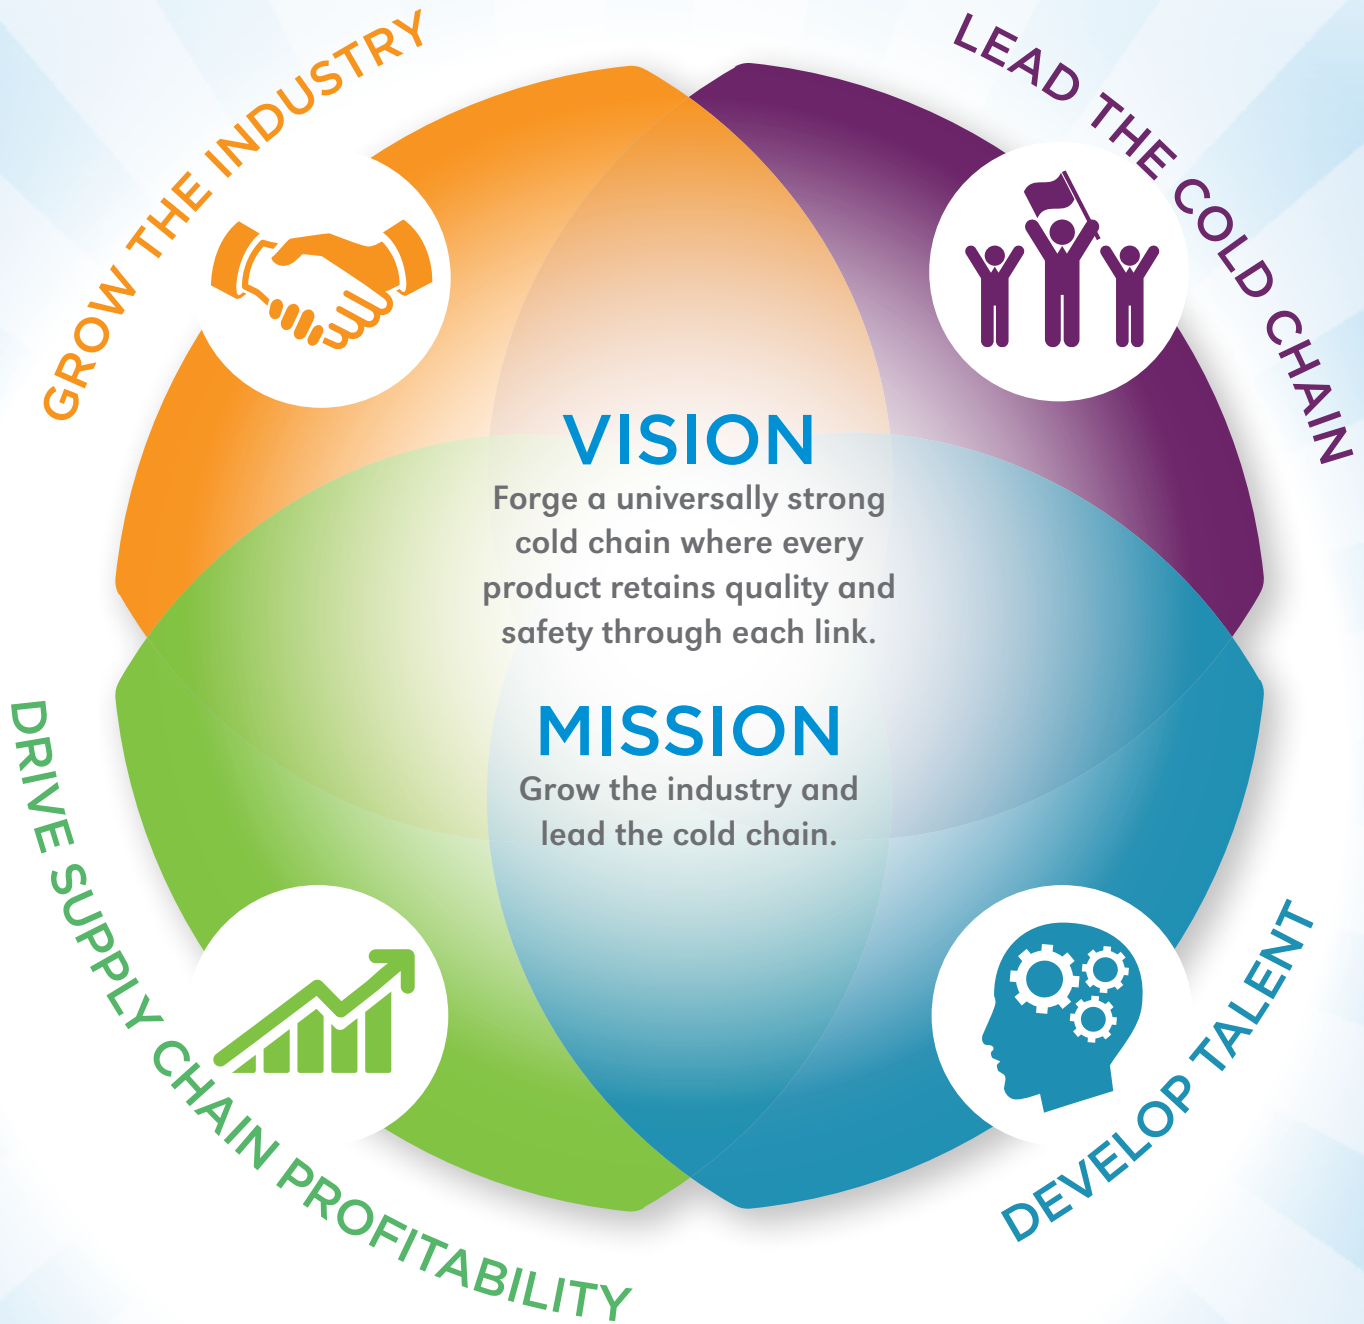 GROW THE INDUSTRY
LEAD THE COLD CHAIN
VISION
Forge a universally strong
cold chain where every
product retains quality and
safety through each link.
MISSION
Grow the industry and
lead the cold chain.
DRIVE SUPPLY CHAIN PROFITABILITY
DEVELOP TALENT